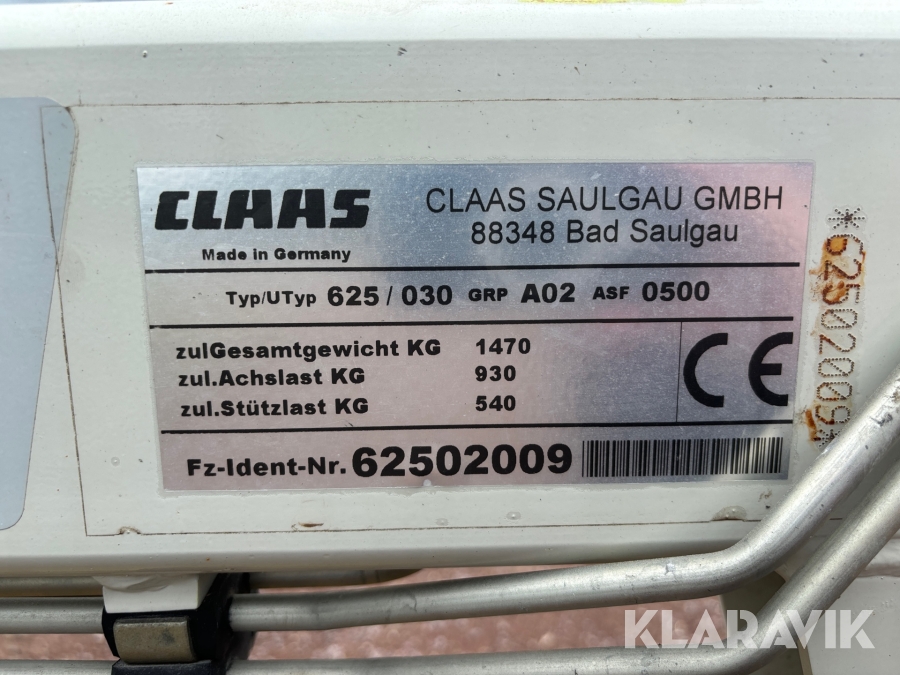 CLAAS
Made in Germany
CLAAS SAULGAU GMBH
88348 Bad Saulgau
Typ/UTyp 625 / 030 GRP A02 ASF 0500
zulGesamtgewicht KG 1470
zul.Achslast KG 930
zul.Stützlast KG 540
CE
Fz-Ident-Nr. 62502009
*62502009*
KLARAVIK